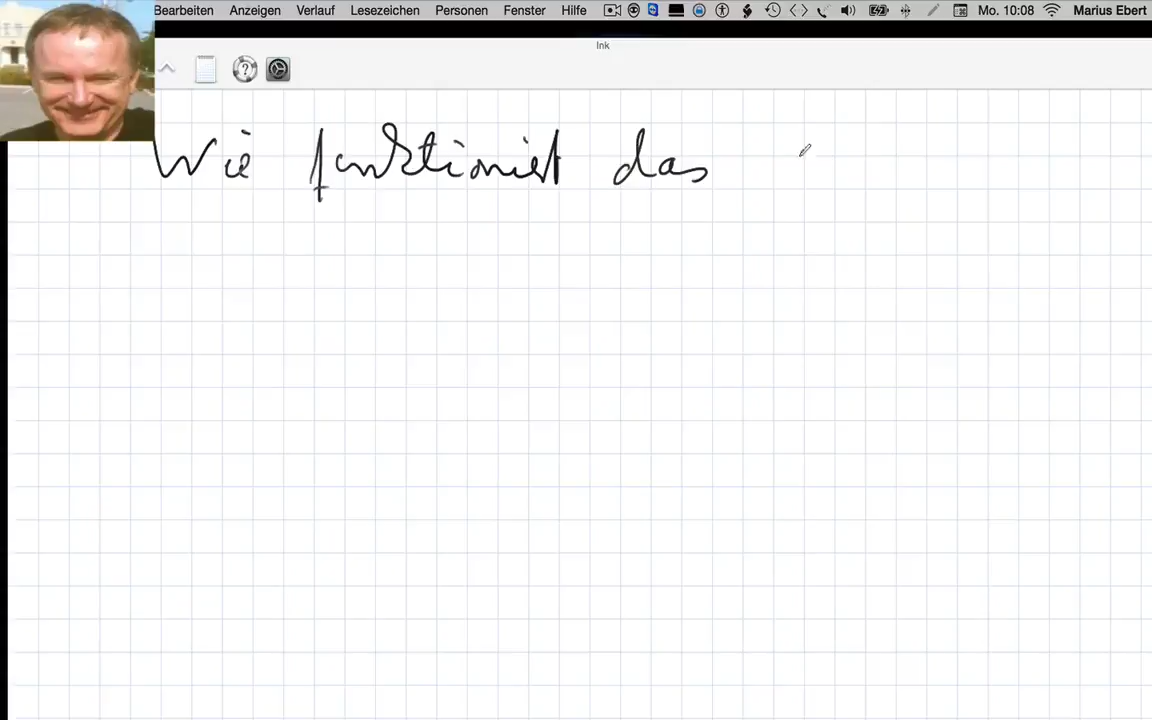 Bearbeiten Anzeigen Verlauf Lesezeichen Personen Fenster Hilfe Mo. 10:08 Marius Ebert
Ink
Wie funktioniert das